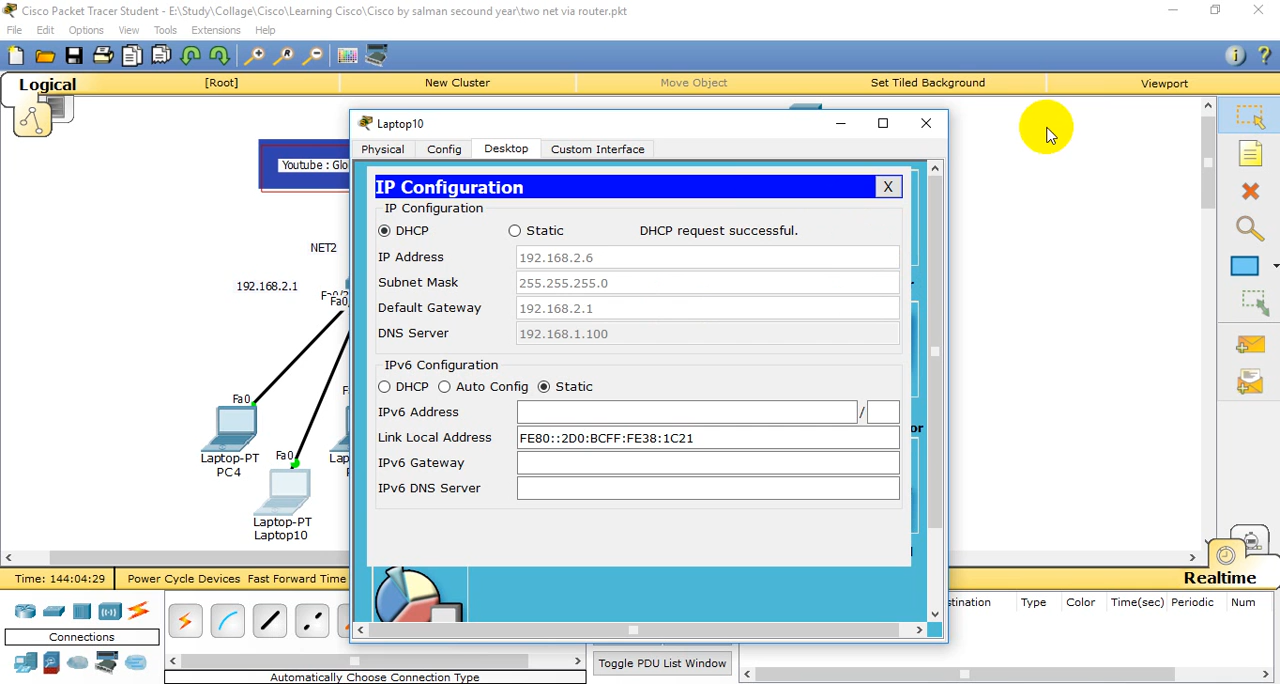 Cisco Packet Tracer Student - E:\Study\Collage\Cisco\Learning Cisco\Cisco by salman secound year\two net via router.pkt
File Edit Options View Tools Extensions Help
Logical [Root] New Cluster Move Object Set Tiled Background Viewport
Laptop10
Physical Config Desktop Custom Interface
Youtube : Glo
IP Configuration X
IP Configuration
DHCP Static DHCP request successful.
IP Address 192.168.2.6
Subnet Mask 255.255.255.0
Default Gateway 192.168.2.1
DNS Server 192.168.1.100
IPv6 Configuration
DHCP Auto Config Static
IPv6 Address /
Link Local Address FE80::2D0:BCFF:FE38:1C21
IPv6 Gateway
IPv6 DNS Server
NET2
192.168.2.1
Fa0
Fa0
Laptop-PT
PC4
Fa0
Laptop-PT
Laptop10
Time: 144:04:29 Power Cycle Devices Fast Forward Time
Realtime
Type Color Time(sec) Periodic Num
Connections
Automatically Choose Connection Type
Toggle PDU List Window